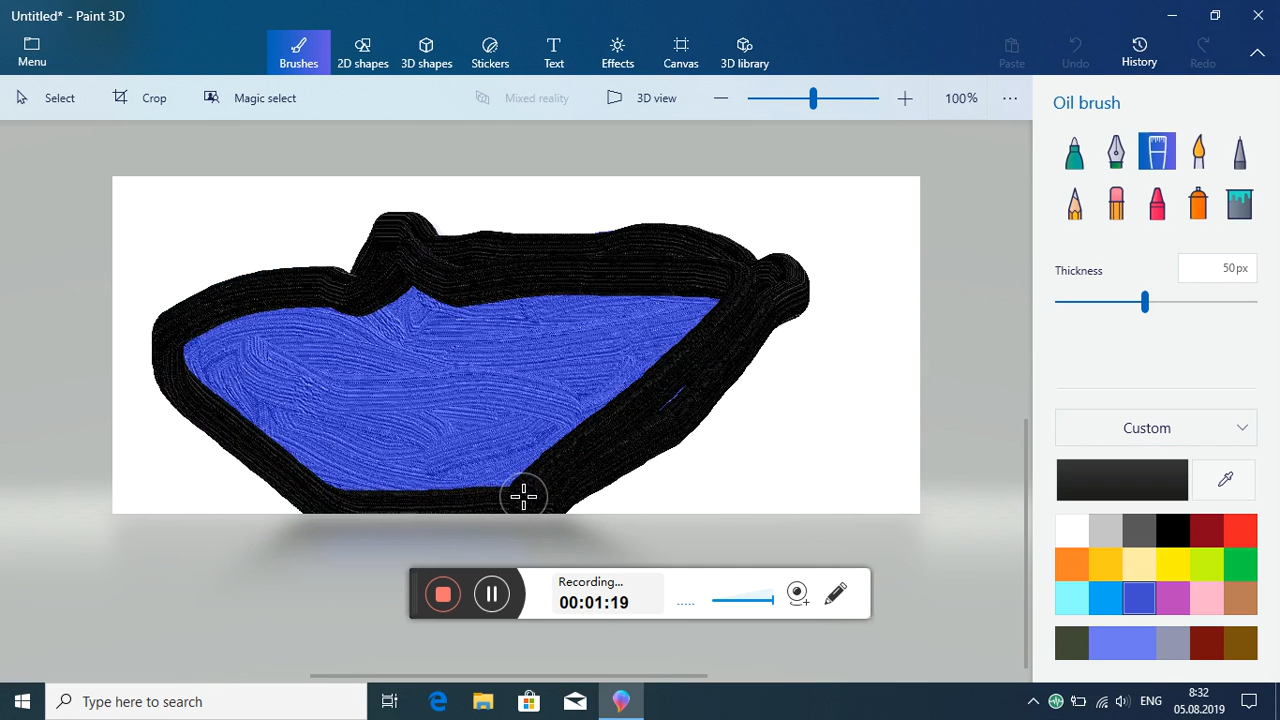 Untitled* - Paint 3D
Menu
Brushes
2D shapes
3D shapes
Stickers
Text
Effects
Canvas
3D library
Paste
Undo
History
Redo
Select
Crop
Magic select
Mixed reality
3D view
100%
Oil brush
Thickness
50px
Custom
Recording...
00:01:19
Type here to search
ENG
8:32
05.08.2019